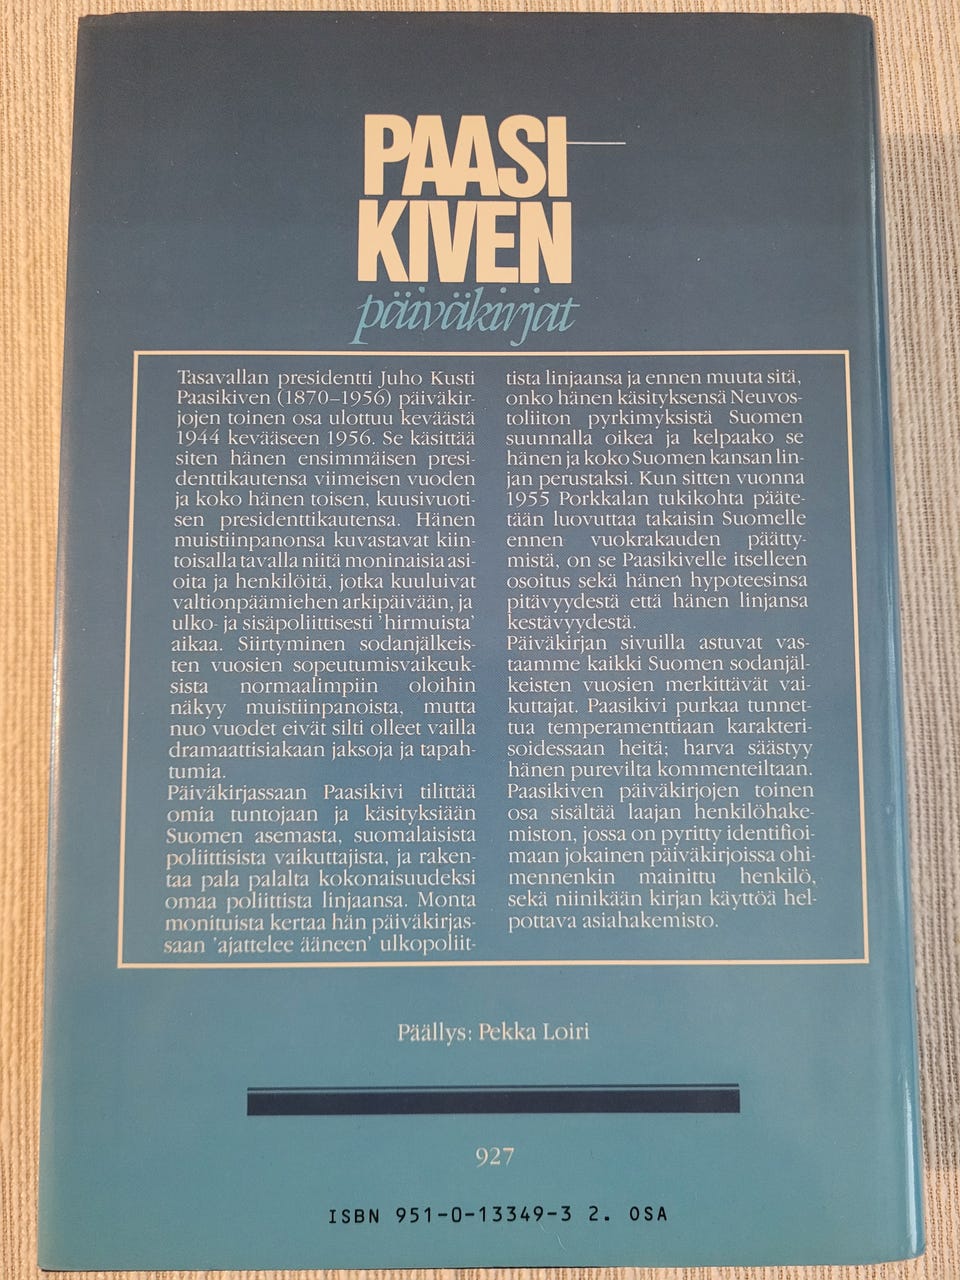 PAASI-
KIVEN
päiväkirjat
Tasavallan presidentti Juho Kusti
Paasikiven (1870–1956) päiväkir-
jojen toinen osa ulottuu keväästä
1944 kevääseen 1956. Se käsittää
siten hänen ensimmäisen presi-
denttikautensa viimeisen vuoden
ja koko hänen toisen, kuusivuoti-
sen presidenttikautensa. Hänen
muistiinpanonsa kuvastavat kiin-
toisalla tavalla niitä moninaisia asi-
oita ja henkilöitä, jotka kuuluivat
valtionpäämiehen arkipäivään, ja
ulko- ja sisäpoliittisesti 'hirmuista'
aikaa. Siirtyminen sodanjälkeis-
ten vuosien sopeutumisvaikeuk-
sista normaalimpiin oloihin
näkyy muistiinpanoista, mutta
nuo vuodet eivät silti olleet vailla
dramaattisiakaan jaksoja ja tapah-
tumia.
Päiväkirjassaan Paasikivi tilittää
omia tuntojaan ja käsityksiään
Suomen asemasta, suomalaisista
poliittisista vaikuttajista, ja raken-
taa pala palalta kokonaisuudeksi
omaa poliittista linjaansa. Monta
monituista kertaa hän päiväkirjas-
saan 'ajattelee ääneen' ulkopoliit-
tista linjaansa ja ennen muuta sitä,
onko hänen käsityksensä Neuvos-
toliiton pyrkimyksistä Suomen
suunnalla oikea ja kelpaako se
hänen ja koko Suomen kansan lin-
jan perustaksi. Kun sitten vuonna
1955 Porkkalan tukikohta pääte-
tään luovuttaa takaisin Suomelle
ennen vuokrakauden päätty-
mistä, on se Paasikivelle itselleen
osoitus sekä hänen hypoteesinsa
pitävyydestä että hänen linjansa
kestävyydestä.
Päiväkirjan sivuilla astuvat vas-
taamme kaikki Suomen sodanjäl-
keisten vuosien merkittävät vai-
kuttajat. Paasikivi purkaa tunnet-
tua temperamenttiaan karakteri-
soidessaan heitä; harva säästyy
hänen purevilta kommenteiltaan.
Paasikiven päiväkirjojen toinen
osa sisältää laajan henkilöhake-
miston, jossa on pyritty identifioi-
maan jokainen päiväkirjoissa ohi-
mennenkin mainittu henkilö,
sekä niinikään kirjan käyttöä hel-
pottava asiahakemisto.
Päällys: Pekka Loiri
927
ISBN 951-0-13349-3 2. OSA